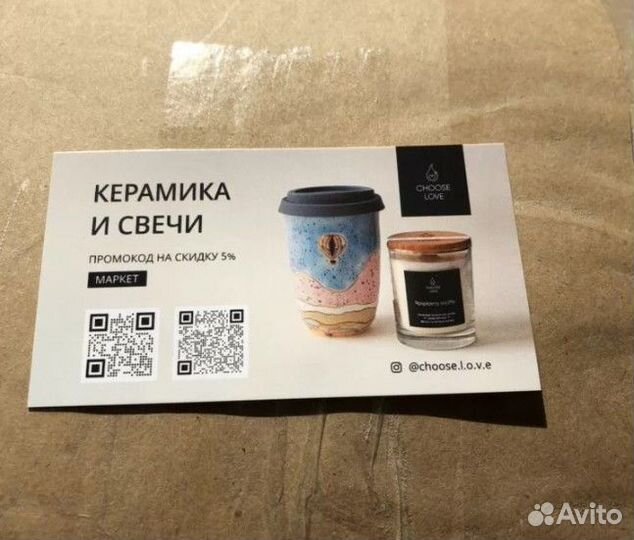 КЕРАМИКА
И СВЕЧИ
ПРОМОКОД НА СКИДКУ 5%
МАРКЕТ
CHOOSE
LOVE
@choose.l.o.v.e
Avito